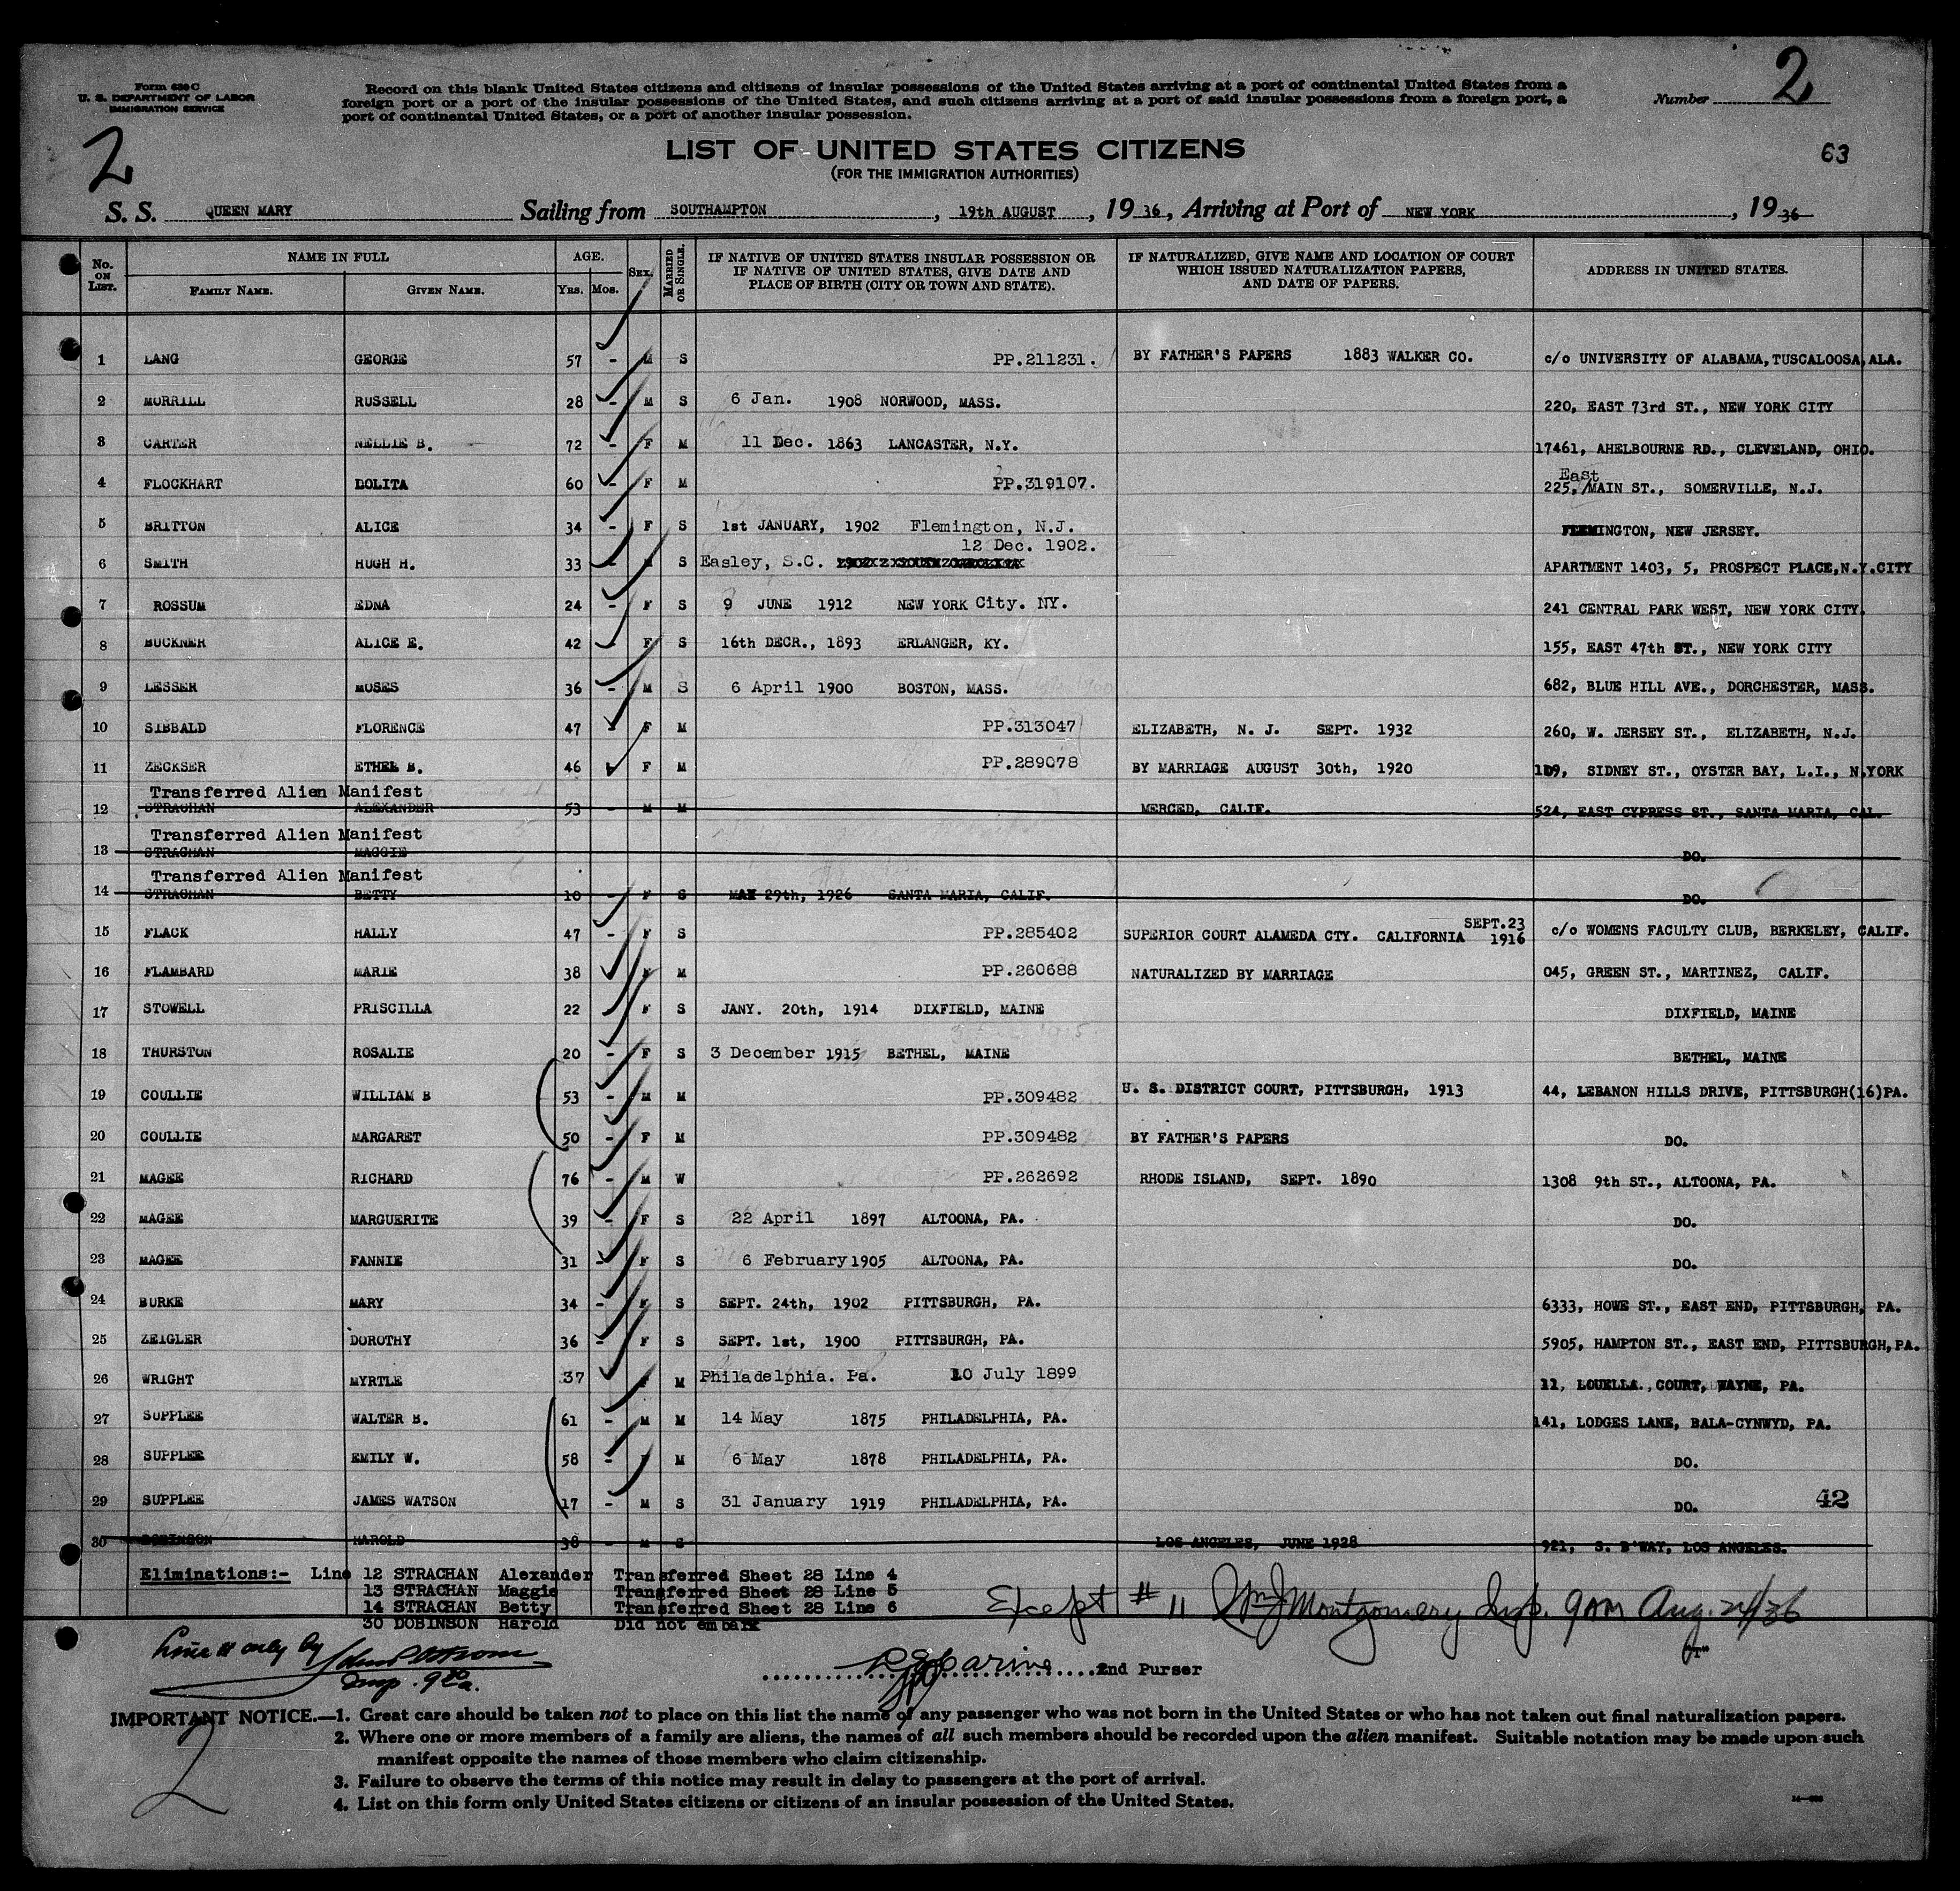 Form 630 C
U. S. DEPARTMENT OF LABOR
IMMIGRATION SERVICE
Record on this blank United States citizens and citizens of insular possessions of the United States arriving at a port of continental United States from a
foreign port or a port of the insular possessions of the United States, and such citizens arriving at a port of said insular possessions from a foreign port, a
port of continental United States, or a port of another insular possession.
Number 2
2
LIST OF UNITED STATES CITIZENS
63
(FOR THE IMMIGRATION AUTHORITIES)
S. S. QUEEN MARY Sailing from SOUTHAMPTON, 19th AUGUST, 1936, Arriving at Port of NEW YORK, 1936
No. ON LIST. NAME IN FULL FAMILY NAME. GIVEN NAME. AGE. YRS. MOS. SEX. MARRIED OR SINGLE. IF NATIVE OF UNITED STATES INSULAR POSSESSION OR IF NATIVE OF UNITED STATES, GIVE DATE AND PLACE OF BIRTH (CITY OR TOWN AND STATE). IF NATURALIZED, GIVE NAME AND LOCATION OF COURT WHICH ISSUED NATURALIZATION PAPERS, AND DATE OF PAPERS. ADDRESS IN UNITED STATES.
1 LANG GEORGE 57 - M S PP.211231. BY FATHER'S PAPERS 1883 WALKER CO. c/o UNIVERSITY OF ALABAMA, TUSCALOOSA, ALA.
2 MORRILL RUSSELL 28 - M S 6 Jan. 1908 NORWOOD, MASS. 220, EAST 73rd ST., NEW YORK CITY
3 CARTER NELLIE B. 72 - F M 11 Dec. 1863 LANCASTER, N.Y. 17461, AHELBOURNE RD., CLEVELAND, OHIO.
4 FLOCKHART DOLITA 60 - F M PP.319107. 225, East MAIN ST., SOMERVILLE, N.J.
5 BRITTON ALICE 34 - F S 1st JANUARY, 1902 Flemington, N.J. FLEMINGTON, NEW JERSEY.
12 Dec. 1902.
6 SMITH HUGH H. 33 - M S Easley, S.C. APARTMENT 1403, 5, PROSPECT PLACE, N.Y.CITY
7 ROSSUM EDNA 24 - F S 9 JUNE 1912 NEW YORK City. NY. 241 CENTRAL PARK WEST, NEW YORK CITY.
8 BUCKNER ALICE E. 42 - F S 16th DECR., 1893 ERLANGER, KY. 155, EAST 47th ST., NEW YORK CITY
9 LESSER MOSES 36 - M S 6 April 1900 BOSTON, MASS. 682, BLUE HILL AVE., DORCHESTER, MASS.
10 SIBBALD FLORENCE 47 - F M PP.313047 ELIZABETH, N. J. SEPT. 1932 260, W. JERSEY ST., ELIZABETH, N.J.
11 ZECKSER ETHEL B. 46 F M PP.289078 BY MARRIAGE AUGUST 30th, 1920 119, SIDNEY ST., OYSTER BAY, L.I., N.YORK
Transferred Alien Manifest
12 STRACHAN ALEXANDER 53 - M M MERCED, CALIF. 524, EAST CYPRESS ST., SANTA MARIA, CAL.
Transferred Alien Manifest
13 STRACHAN MAGGIE DO.
Transferred Alien Manifest
14 STRACHAN BETTY 10 - F S MAY 29th, 1926 SANTA MARIA, CALIF. DO.
15 FLACK HALLY 47 - F S PP.285402 SUPERIOR COURT ALAMEDA CTY. CALIFORNIA SEPT.23 1916 c/o WOMENS FACULTY CLUB, BERKELEY, CALIF.
16 FLAMBARD MARIE 38 - F M PP.260688 NATURALIZED BY MARRIAGE 045, GREEN ST., MARTINEZ, CALIF.
17 STOWELL PRISCILLA 22 F S JANY. 20th, 1914 DIXFIELD, MAINE DIXFIELD, MAINE
18 THURSTON ROSALIE 20 - F S 3 December 1915 BETHEL, MAINE BETHEL, MAINE
19 COULLIE WILLIAM B 53 - M M PP.309482 U. S. DISTRICT COURT, PITTSBURGH, 1913 44, LEBANON HILLS DRIVE, PITTSBURGH(16)PA.
20 COULLIE MARGARET 50 - F M PP.309482 BY FATHER'S PAPERS DO.
21 MAGEE RICHARD 76 - M W PP.262692 RHODE ISLAND, SEPT. 1890 1308 9th ST., ALTOONA, PA.
22 MAGEE MARGUERITE 39 - F S 22 April 1897 ALTOONA, PA. DO.
23 MAGEE FANNIE 31 - F S 6 February 1905 ALTOONA, PA. DO.
24 BURKE MARY 34 - F S SEPT. 24th, 1902 PITTSBURGH, PA. 6333, HOWE ST., EAST END, PITTSBURGH, PA.
25 ZEIGLER DOROTHY 36 - F S SEPT. 1st, 1900 PITTSBURGH, PA. 5905, HAMPTON ST., EAST END, PITTSBURGH, PA.
26 WRIGHT MYRTLE 37 F M Philadelphia. Pa. 10 July 1899 11, LOUELLA., COURT, WAYNE, PA.
27 SUPPLEE WALTER B. 61 - M M 14 May 1875 PHILADELPHIA, PA. 141, LODGES LANE, BALA-CYNWYD, PA.
28 SUPPLEE EMILY W. 58 - F M 6 May 1878 PHILADELPHIA, PA. DO.
29 SUPPLEE JAMES WATSON 17 - M S 31 January 1919 PHILADELPHIA, PA. DO. 42
30 DOBINSON HAROLD 38 - M S LOS ANGELES, JUNE 1928 921, S. B'WAY, LOS ANGELES.
Eliminations:- Line 12 STRACHAN Alexander Transferred Sheet 28 Line 4
13 STRACHAN Maggie Transferred Sheet 28 Line 5
14 STRACHAN Betty Transferred Sheet 28 Line 6
30 DOBINSON Harold Did not embark
Except # 11 Wm J Montgomery Insp. 9 AM Aug. 24/36
Line 11 only by
Insp. 9 30 a.
2nd Purser
IMPORTANT NOTICE.—1. Great care should be taken not to place on this list the name of any passenger who was not born in the United States or who has not taken out final naturalization papers.
2. Where one or more members of a family are aliens, the names of all such members should be recorded upon the alien manifest. Suitable notation may be made upon such
manifest opposite the names of those members who claim citizenship.
3. Failure to observe the terms of this notice may result in delay to passengers at the port of arrival.
4. List on this form only United States citizens or citizens of an insular possession of the United States.
2